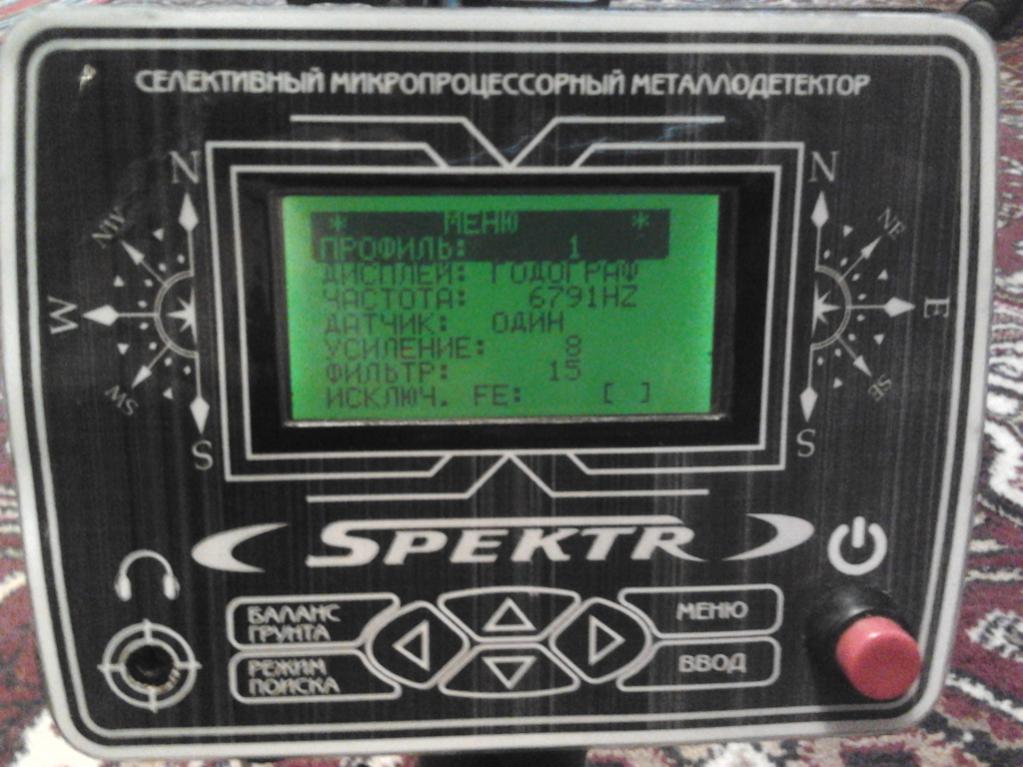 СЕЛЕКТИВНЫЙ МИКРОПРОЦЕССОРНЫЙ МЕТАЛЛОДЕТЕКТОР
N
N
NW
NE
W
E
SW
SE
S
S
* МЕНЮ *
ПРОФИЛЬ: 1
ДИСПЛЕЙ: ГОДОГРАФ
ЧАСТОТА: 6791HZ
ДАТЧИК: ОДИН
УСИЛЕНИЕ: 8
ФИЛЬТР: 15
ИСКЛЮЧ. FE: [ ]
SPEKTR
БАЛАНС
ГРУНТА
МЕНЮ
РЕЖИМ
ПОИСКА
ВВОД